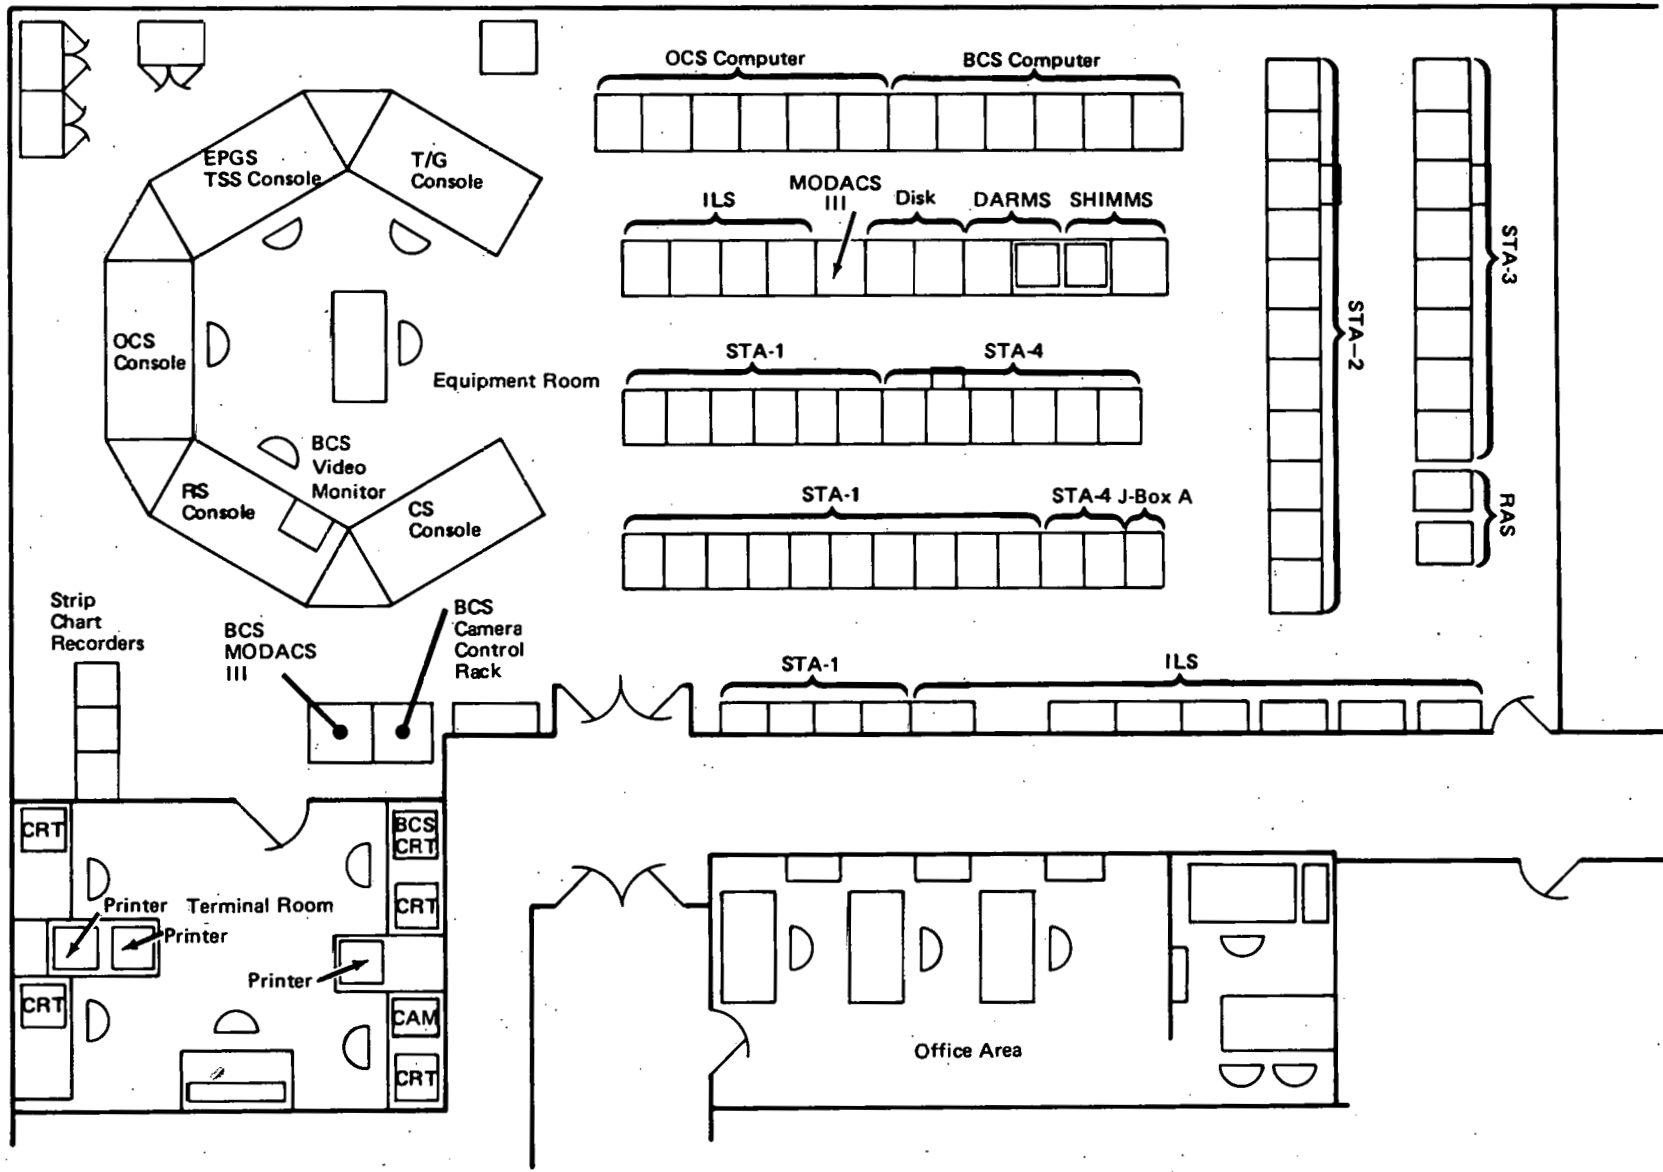 OCS Computer
BCS Computer
EPGS
TSS Console
T/G
Console
ILS
MODACS
III
Disk
DARMS
SHIMMS
STA-3
STA-2
OCS
Console
Equipment Room
STA-1
STA-4
BCS
Video
Monitor
RS
Console
CS
Console
STA-1
STA-4
J-Box A
RAS
Strip
Chart
Recorders
BCS
MODACS
III
BCS
Camera
Control
Rack
STA-1
ILS
CRT
BCS
CRT
CRT
Printer
Terminal Room
Printer
Printer
CRT
CAM
CRT
Office Area